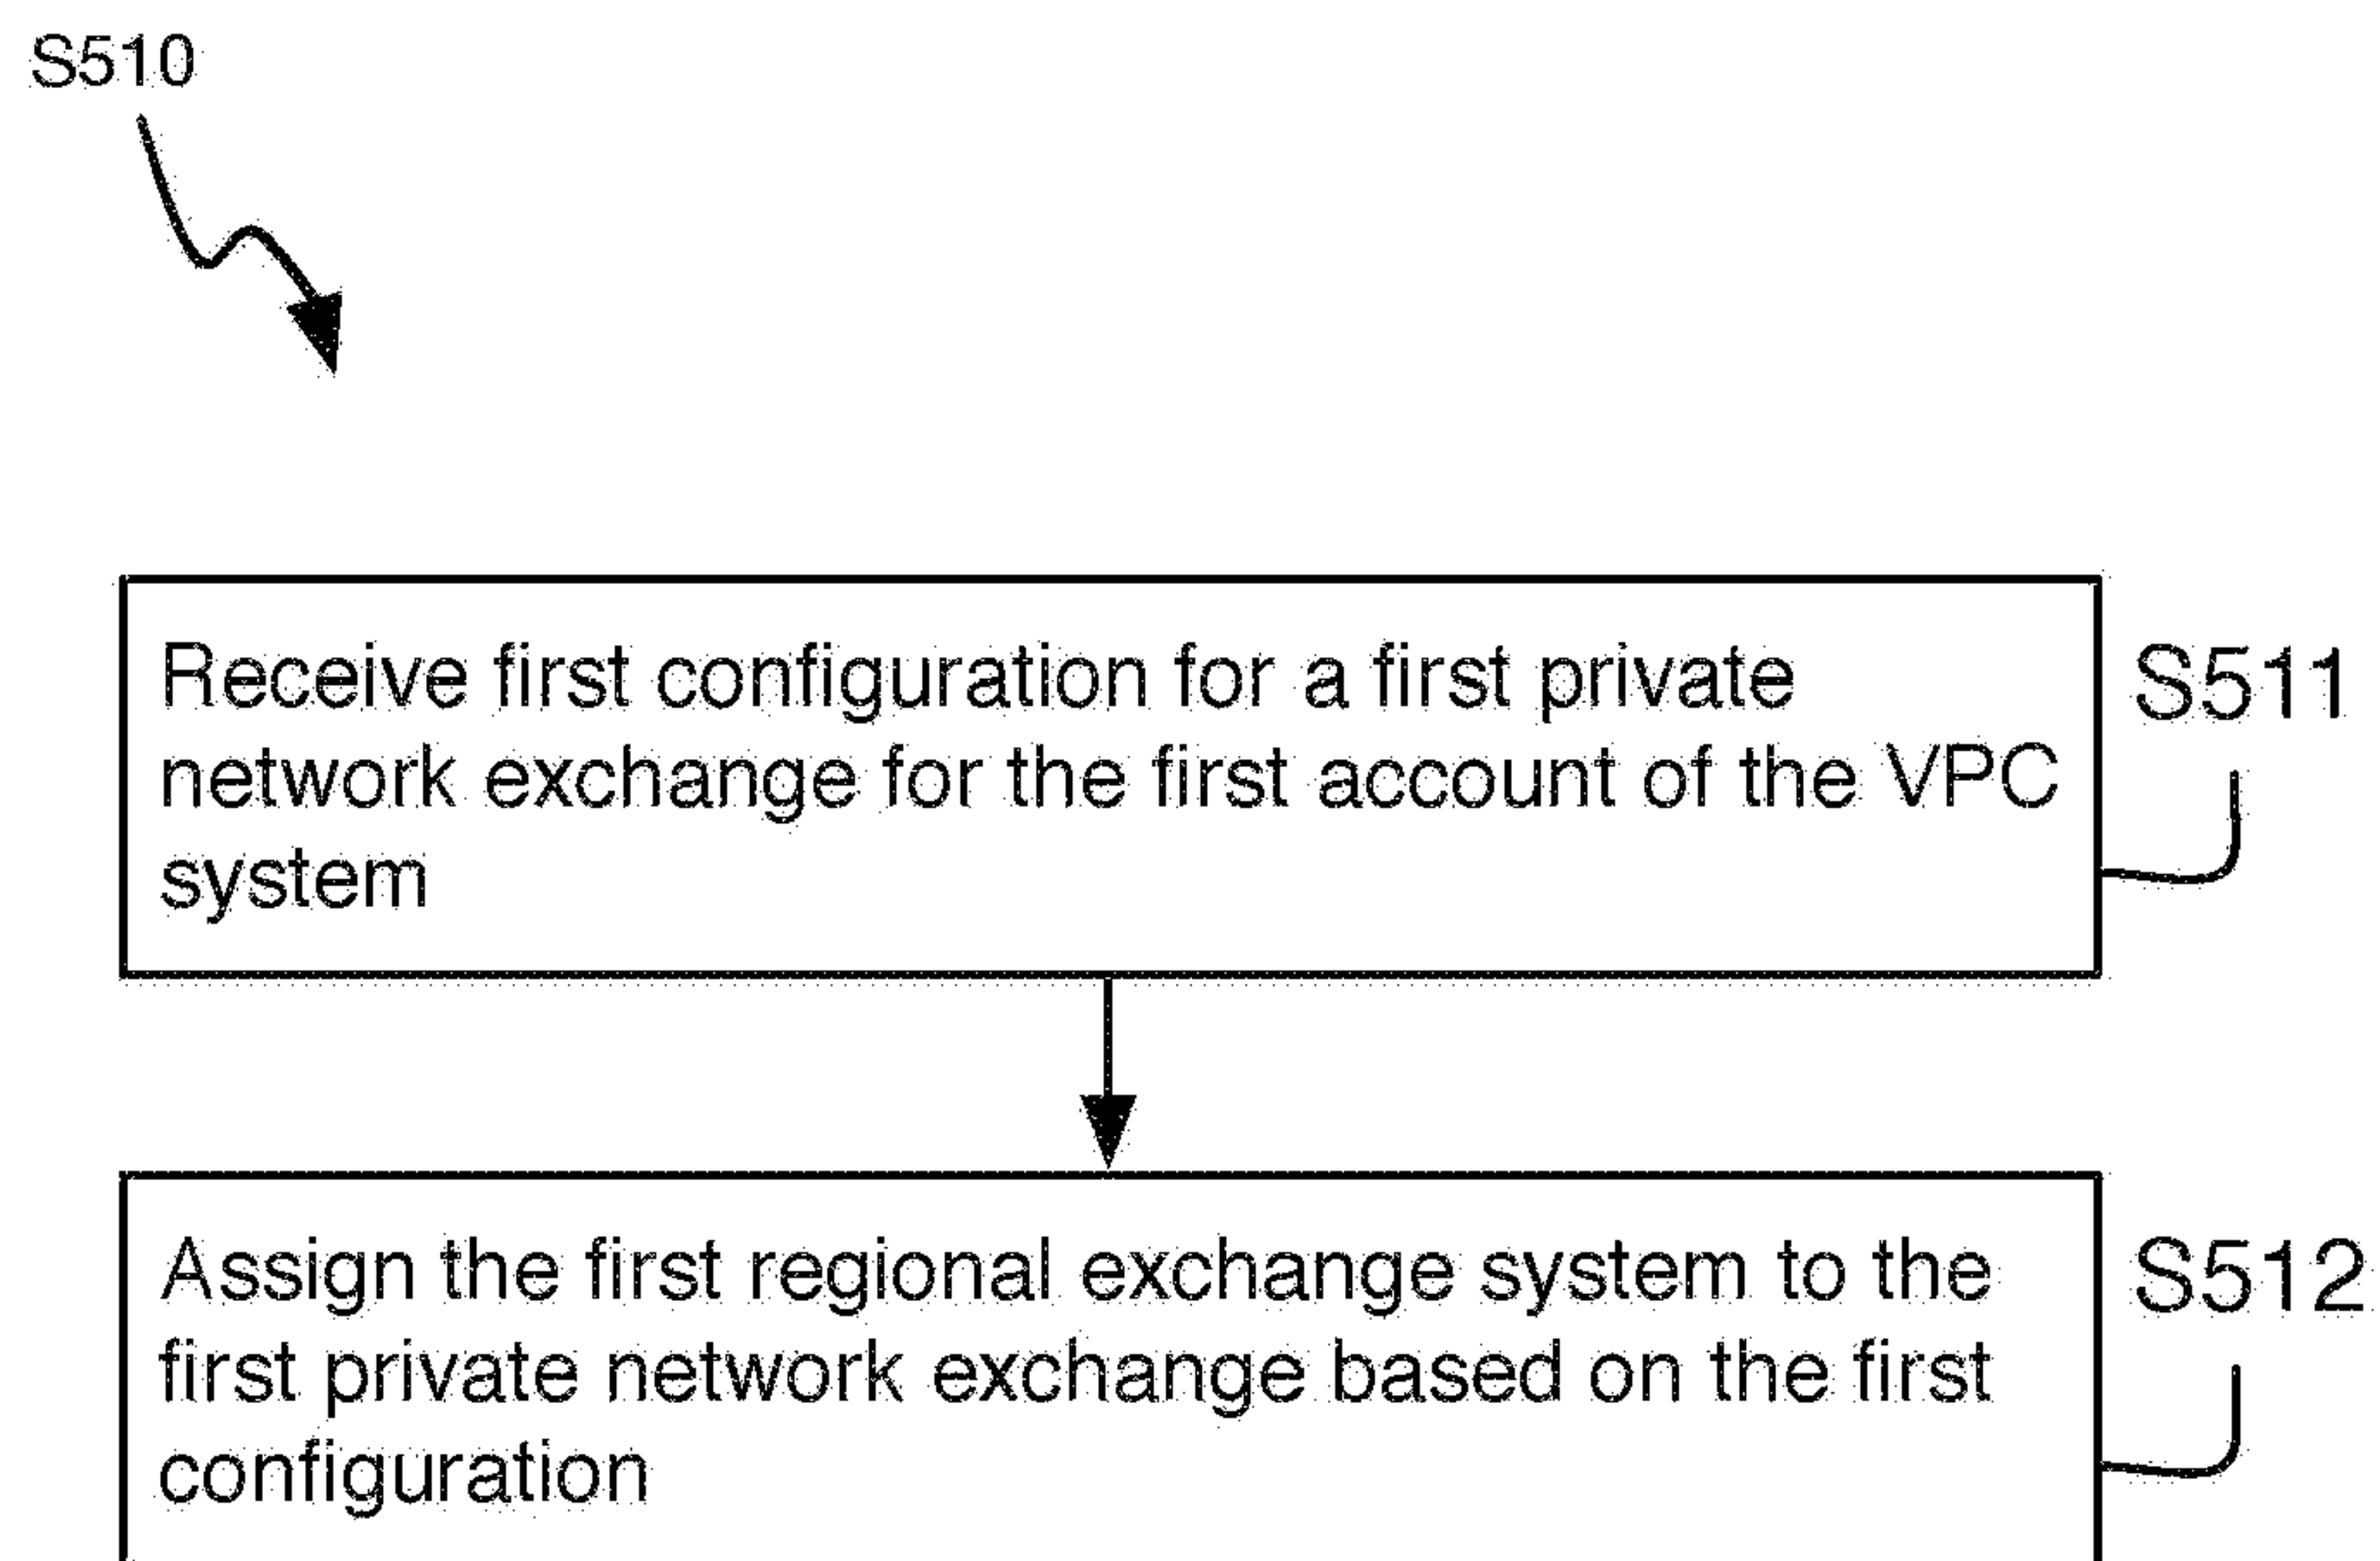 S510
Receive first configuration for a first private
network exchange for the first account of the VPC
system
S511
Assign the first regional exchange system to the
first private network exchange based on the first
configuration
S512